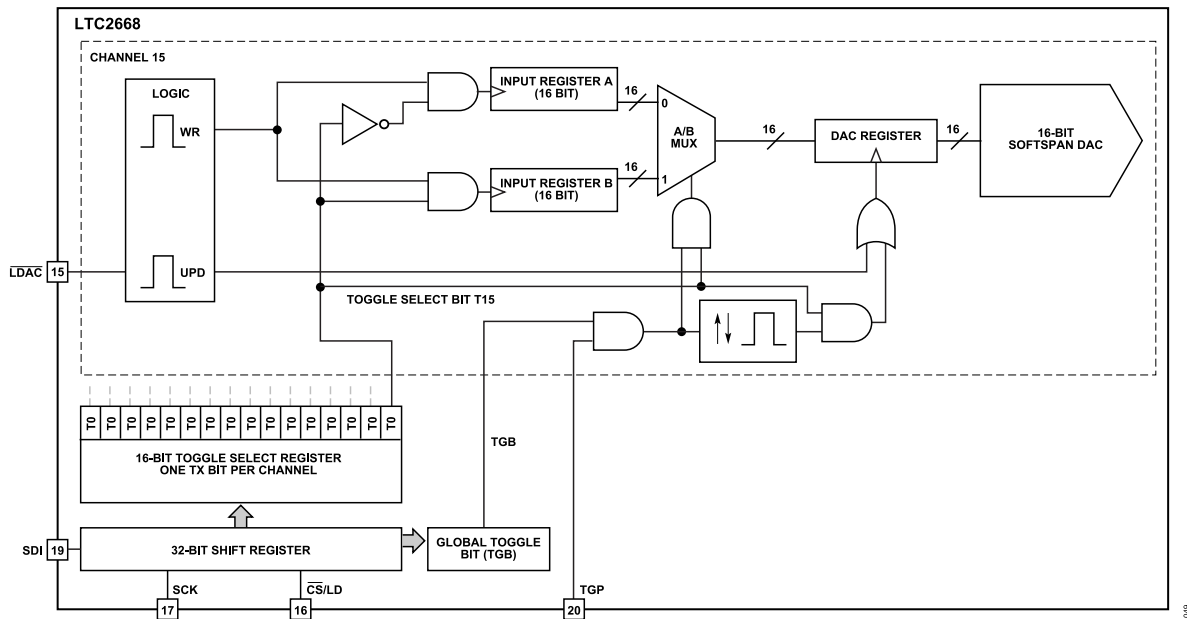 LTC2668
CHANNEL 15
LOGIC
WR
UPD
INPUT REGISTER A
(16 BIT)
INPUT REGISTER B
(16 BIT)
16
0
16
1
A/B
MUX
16
DAC REGISTER
16
16-BIT
SOFTSPAN DAC
LDAC
15
TOGGLE SELECT BIT T15
T0 T0 T0 T0 T0 T0 T0 T0 T0 T0 T0 T0 T0 T0 T0 T0
16-BIT TOGGLE SELECT REGISTER
ONE TX BIT PER CHANNEL
TGB
SDI
19
32-BIT SHIFT REGISTER
GLOBAL TOGGLE
BIT (TGB)
SCK
17
CS/LD
16
TGP
20
049